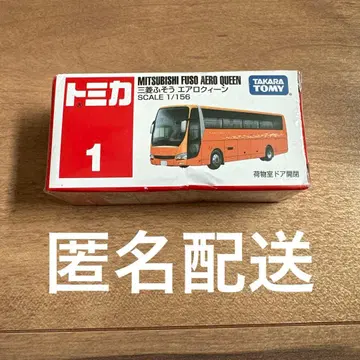 トミカ
1
MITSUBISHI FUSO AERO QUEEN
三菱ふそう エアロクィーン
SCALE 1/156
TAKARA
TOMY
荷物室ドア開閉
匿名配送